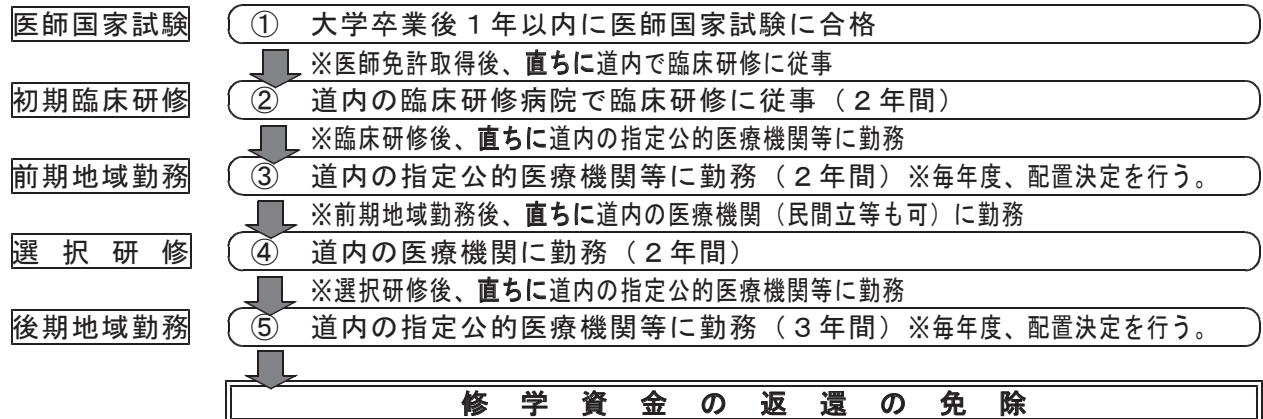 医師国家試験 ① 大学卒業後１年以内に医師国家試験に合格
※医師免許取得後、直ちに道内で臨床研修に従事
初期臨床研修 ② 道内の臨床研修病院で臨床研修に従事（２年間）
※臨床研修後、直ちに道内の指定公的医療機関等に勤務
前期地域勤務 ③ 道内の指定公的医療機関等に勤務（２年間）※毎年度、配置決定を行う。
※前期地域勤務後、直ちに道内の医療機関（民間立等も可）に勤務
選択研修 ④ 道内の医療機関に勤務（２年間）
※選択研修後、直ちに道内の指定公的医療機関等に勤務
後期地域勤務 ⑤ 道内の指定公的医療機関等に勤務（３年間）※毎年度、配置決定を行う。
修学資金の返還の免除